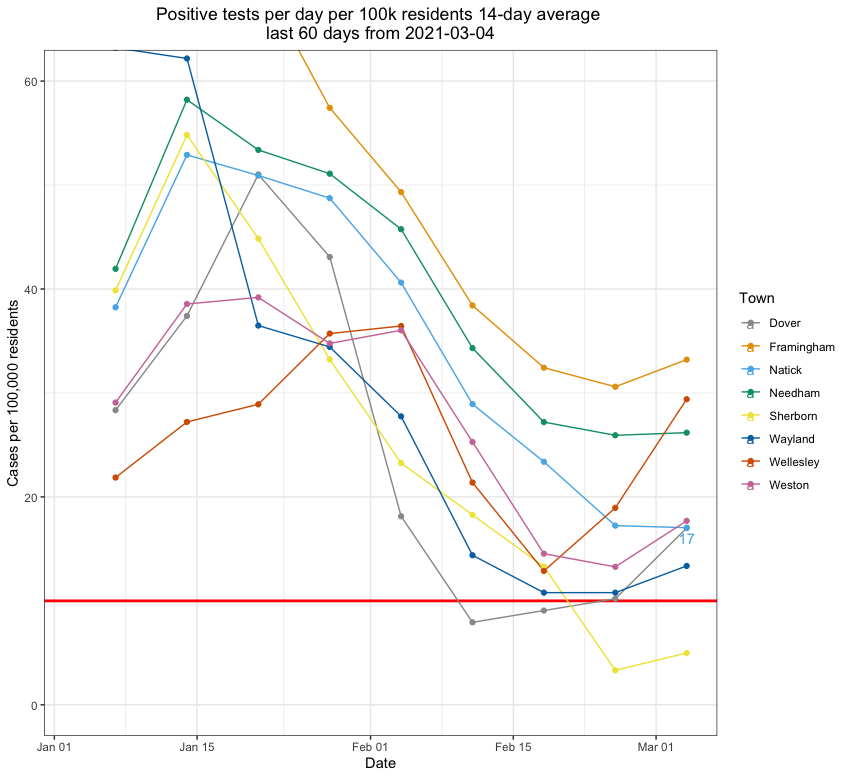 Positive tests per day per 100k residents 14-day average
last 60 days from 2021-03-04
60
40
20
0
Cases per 100,000 residents
17
Jan 01
Jan 15
Feb 01
Feb 15
Mar 01
Date
Town
Dover
Framingham
Natick
Needham
Sherborn
Wayland
Wellesley
Weston